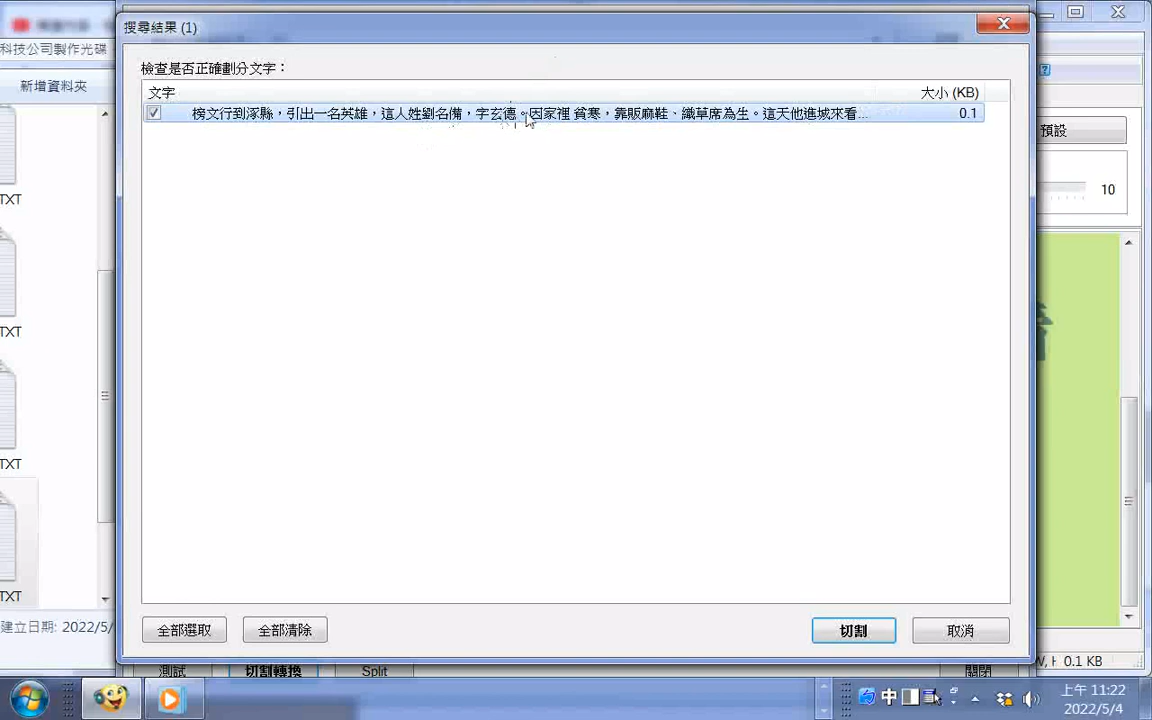 搜尋結果 (1)
科技公司製作光碟
新增資料夾
檢查是否正確劃分文字：
文字
大小 (KB)
榜文行到涿縣，引出一名英雄，這人姓劉名備，字玄德。因家裡 貧寒，靠販麻鞋、織草席為生。這天他進城來看...
0.1
預設
10
TXT
TXT
TXT
TXT
建立日期: 2022/5/
全部選取
全部清除
切割
取消
0.1 KB
測試
切割轉換
Split
關閉
中
上午 11:22
2022/5/4